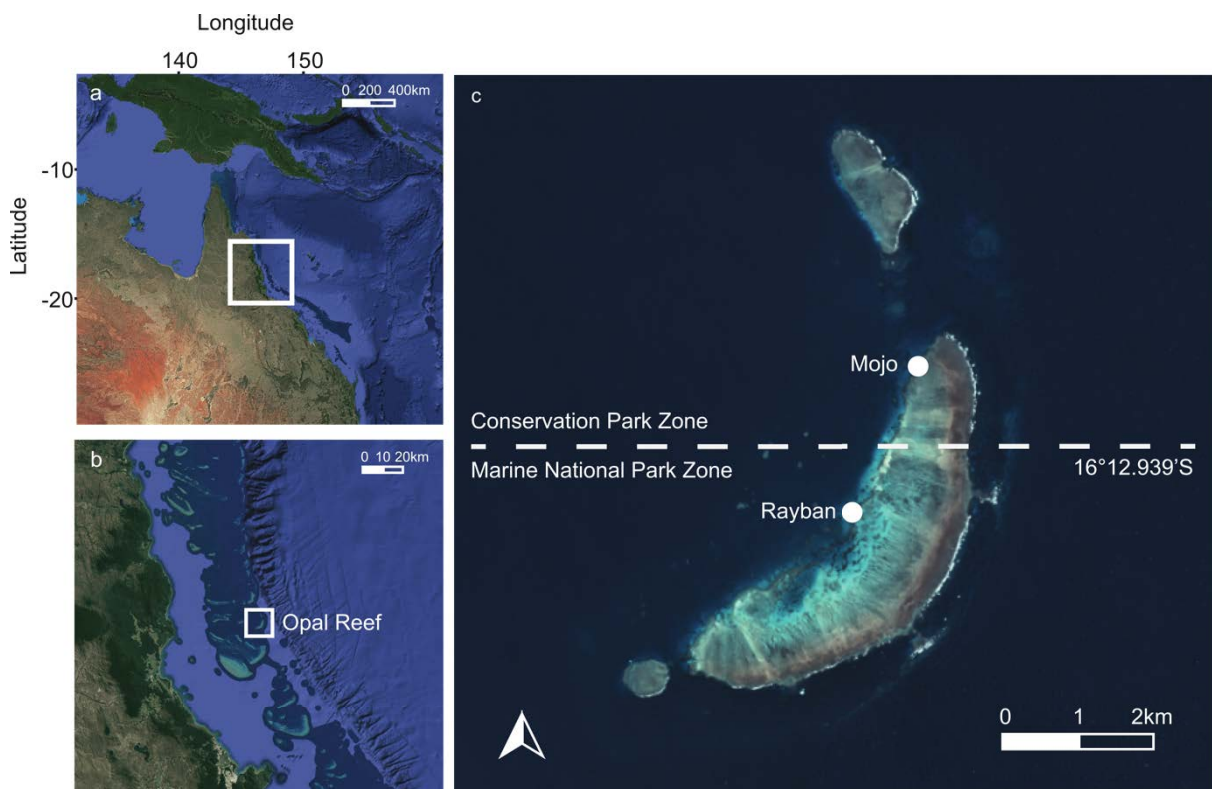 Longitude
140 150
a
0 200 400km
-10
Latitude
-20
b
0 10 20km
Opal Reef
c
Mojo
Conservation Park Zone
Marine National Park Zone
16°12.939’S
Rayban
0 1 2km